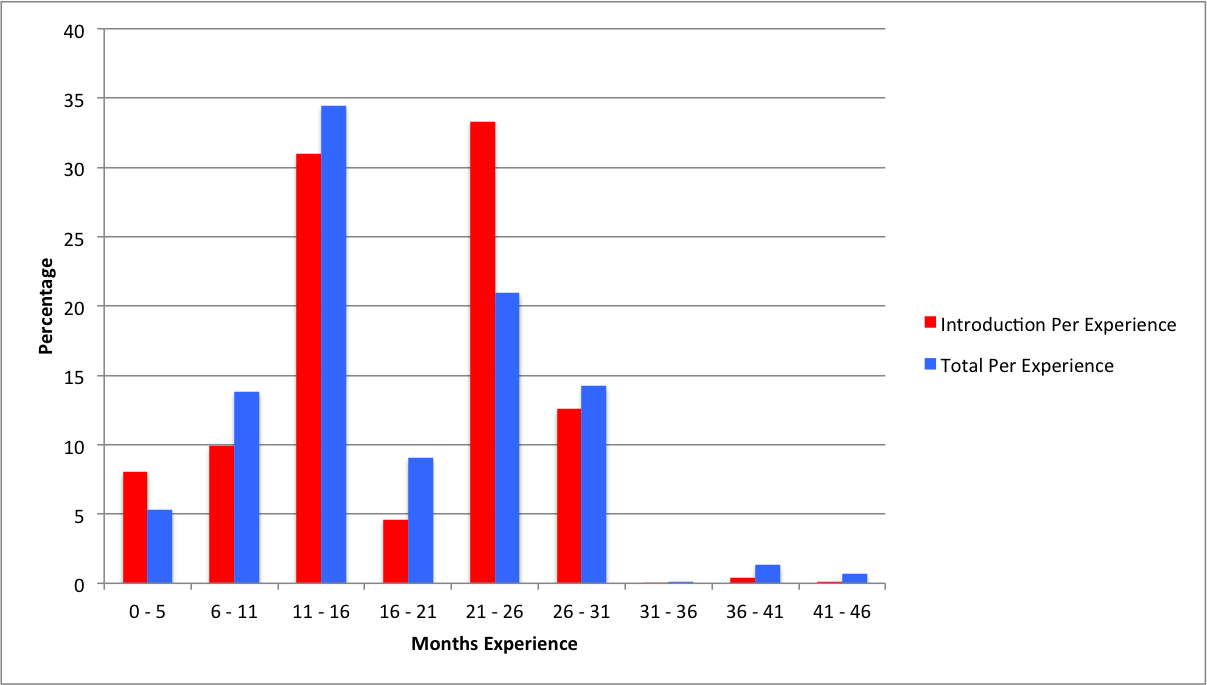 40
35
30
25
20
15
10
5
0
Percentage
0 - 5 6 - 11 11 - 16 16 - 21 21 - 26 26 - 31 31 - 36 36 - 41 41 - 46
Months Experience
Introduction Per Experience
Total Per Experience